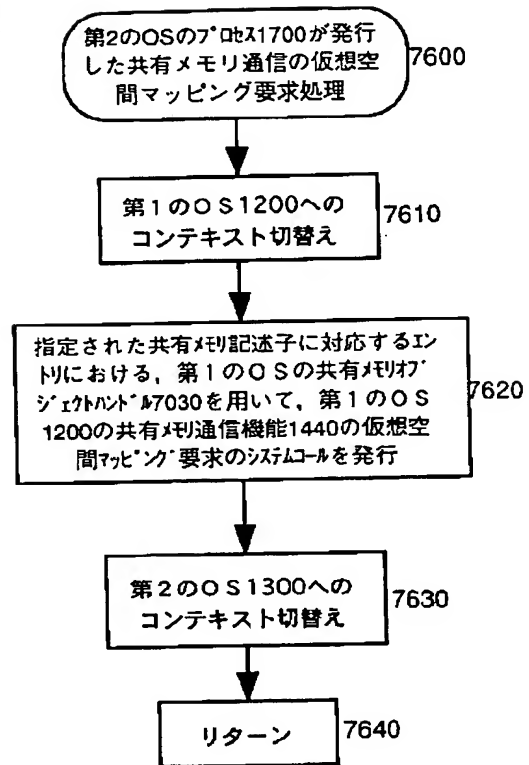 第2のOSのプロセス1700が発行
した共有メモリ通信の仮想空
間マッピング要求処理
7600
第1のOS1200への
コンテキスト切替え
7610
指定された共有メモリ記述子に対応するエン
トリにおける,第1のOSの共有メモリオブ
ジェクトハンドル7030を用いて,第1のOS
1200の共有メモリ通信機能1440の仮想空
間マッピング要求のシステムコールを発行
7620
第2のOS1300への
コンテキスト切替え
7630
リターン
7640